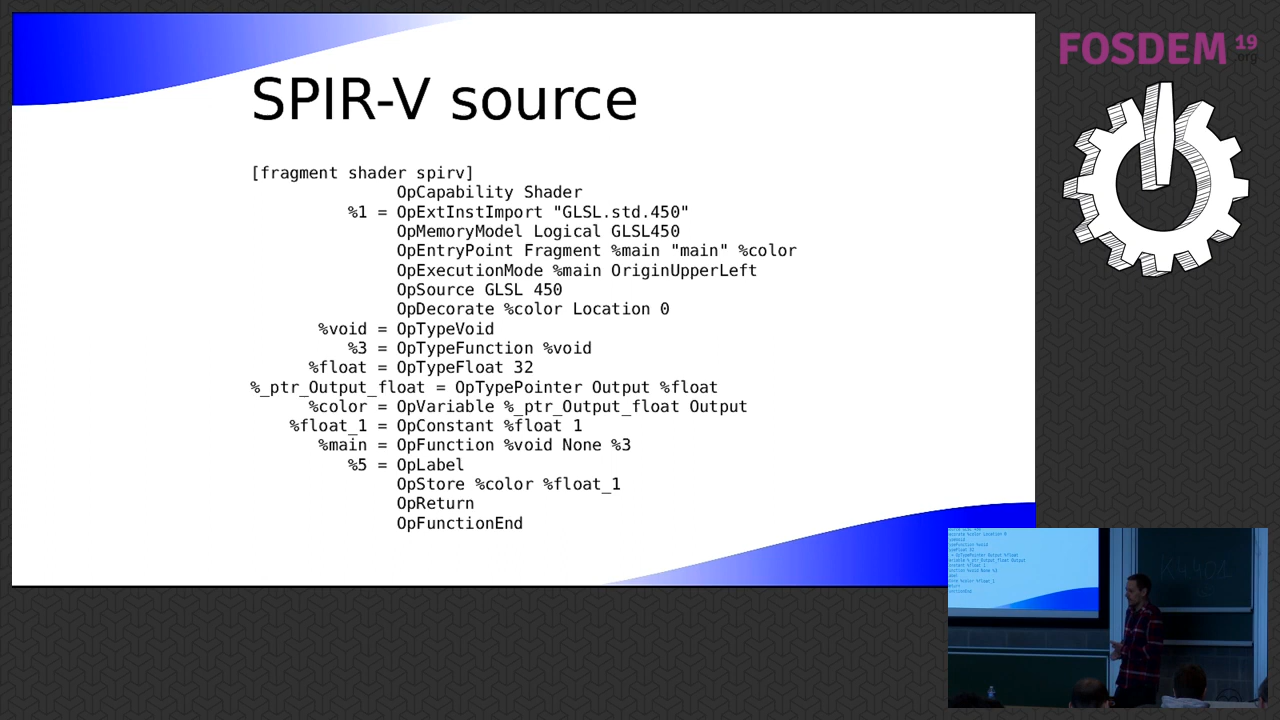 SPIR-V source
[fragment shader spirv]
OpCapability Shader
%1 = OpExtInstImport "GLSL.std.450"
OpMemoryModel Logical GLSL450
OpEntryPoint Fragment %main "main" %color
OpExecutionMode %main OriginUpperLeft
OpSource GLSL 450
OpDecorate %color Location 0
%void = OpTypeVoid
%3 = OpTypeFunction %void
%float = OpTypeFloat 32
%_ptr_Output_float = OpTypePointer Output %float
%color = OpVariable %_ptr_Output_float Output
%float_1 = OpConstant %float 1
%main = OpFunction %void None %3
%5 = OpLabel
OpStore %color %float_1
OpReturn
OpFunctionEnd
FOSDEM 19
.org